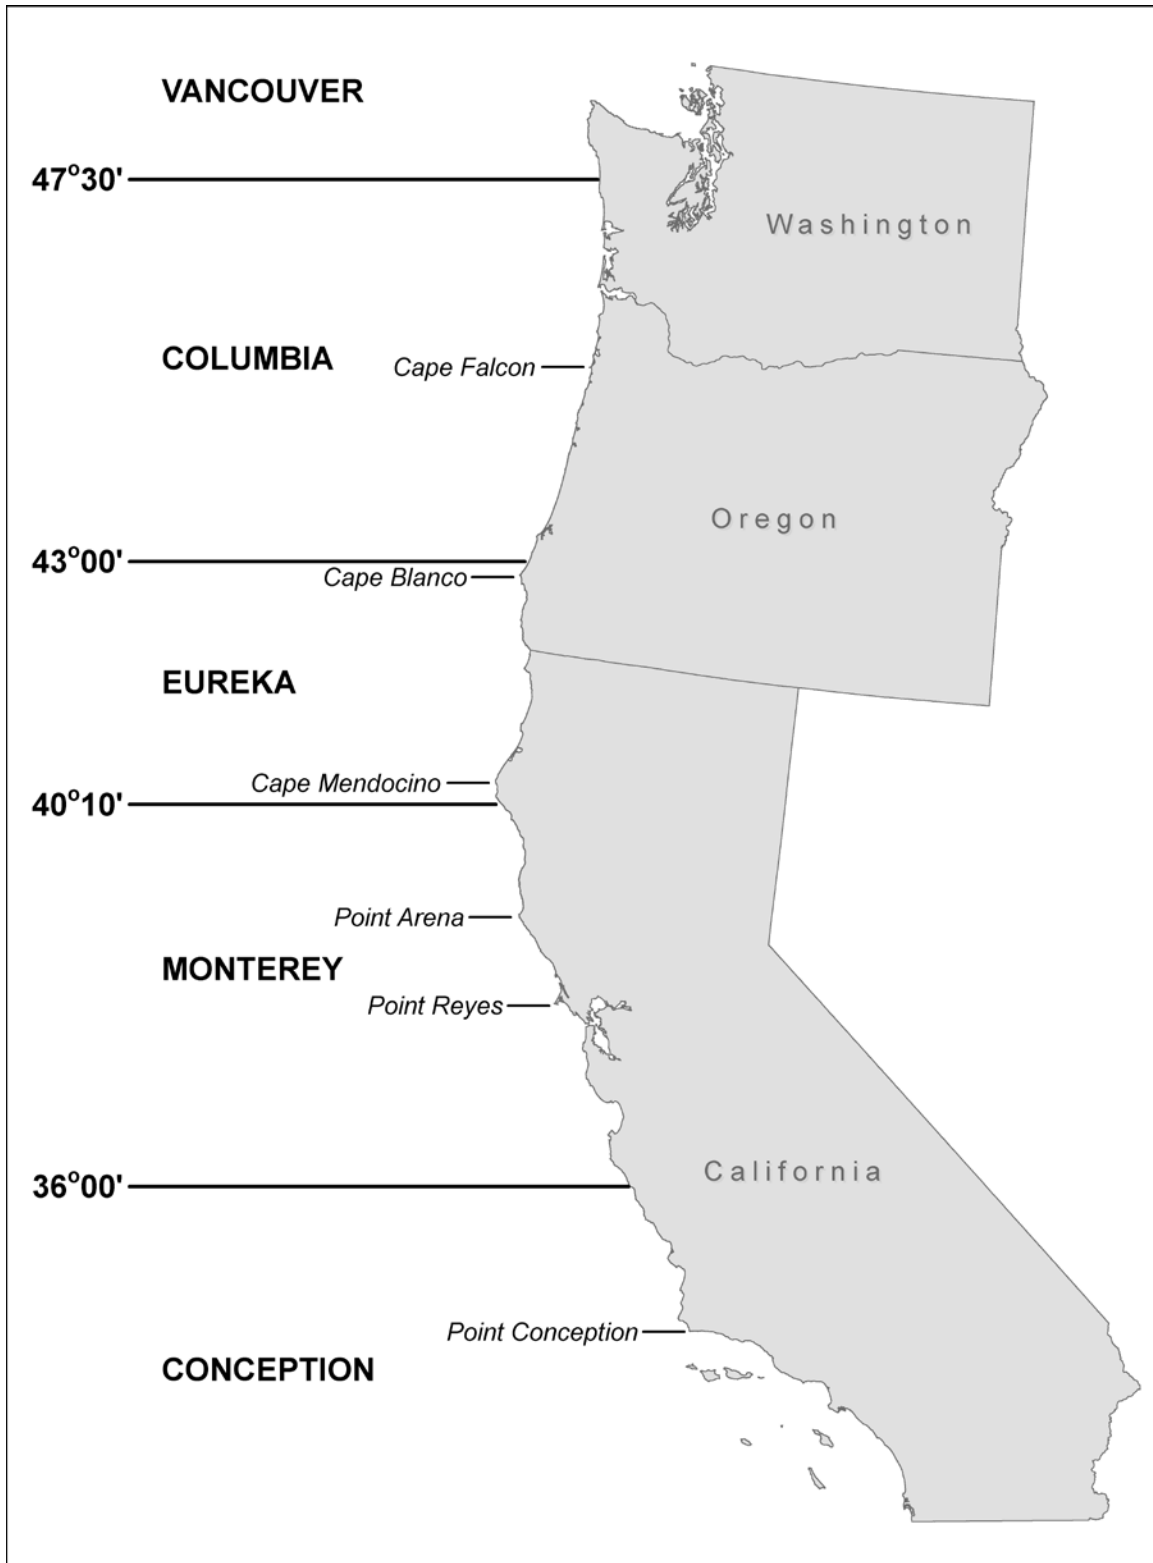 VANCOUVER
47°30'
Washington
COLUMBIA
Cape Falcon
Oregon
43°00'
Cape Blanco
EUREKA
Cape Mendocino
40°10'
Point Arena
MONTEREY
Point Reyes
California
36°00'
Point Conception
CONCEPTION